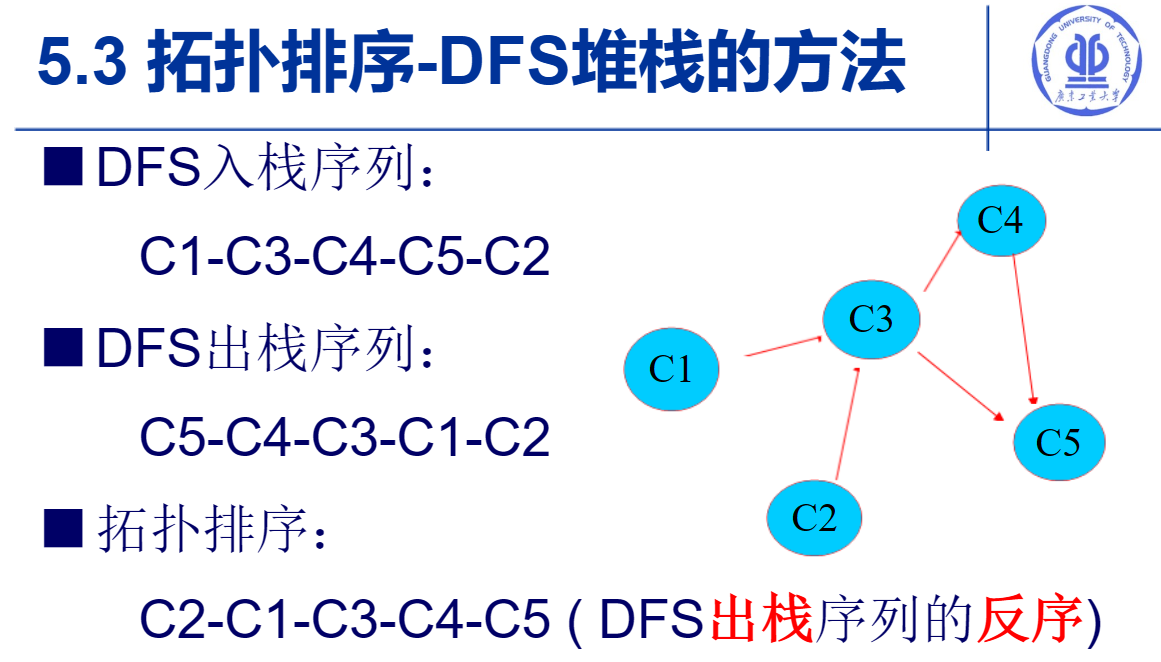 5.3 拓扑排序-DFS堆栈的方法
GUANGDONG UNIVERSITY OF TECHNOLOGY
广东工业大学
■DFS入栈序列：
C1-C3-C4-C5-C2
■DFS出栈序列：
C5-C4-C3-C1-C2
■拓扑排序：
C2-C1-C3-C4-C5 ( DFS出栈序列的反序)
C4
C3
C1
C5
C2